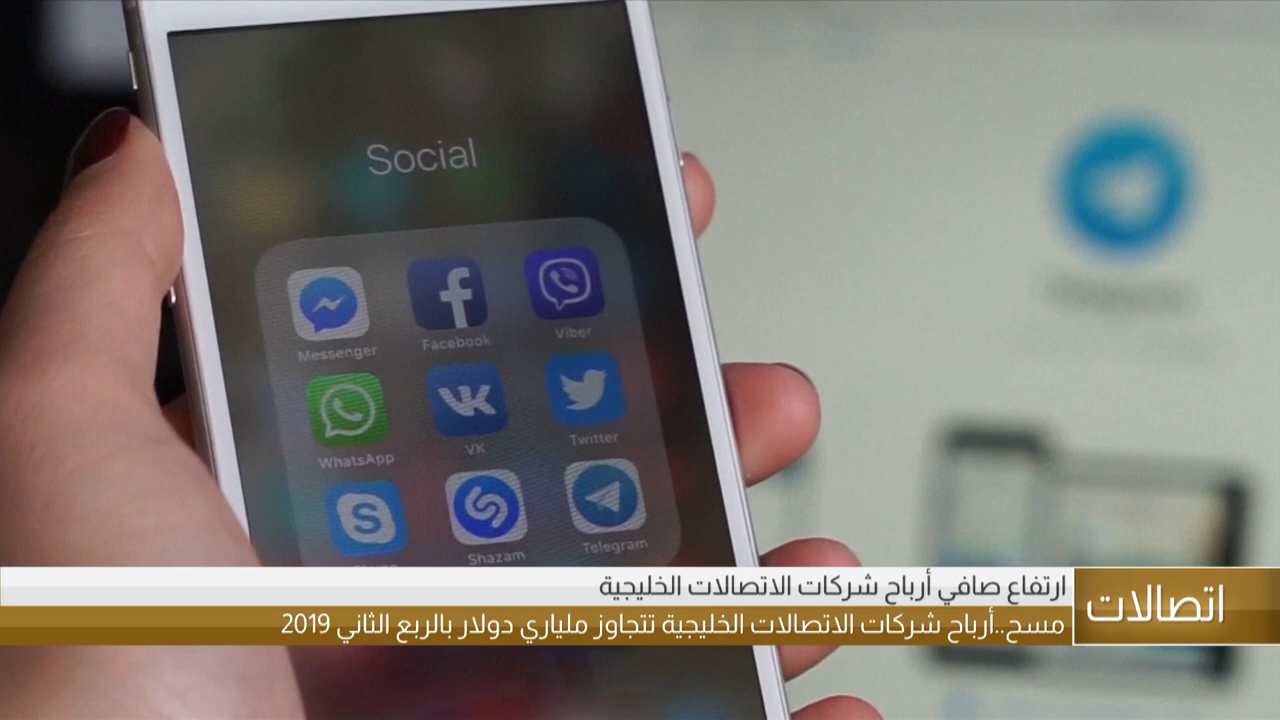 Social
Messenger
Facebook
Viber
WhatsApp
VK
Twitter
Shazam
Telegram
ارتفاع صافي أرباح شركات الاتصالات الخليجية
اتصالات
مسح..أرباح شركات الاتصالات الخليجية تتجاوز ملياري دولار بالربع الثاني 2019